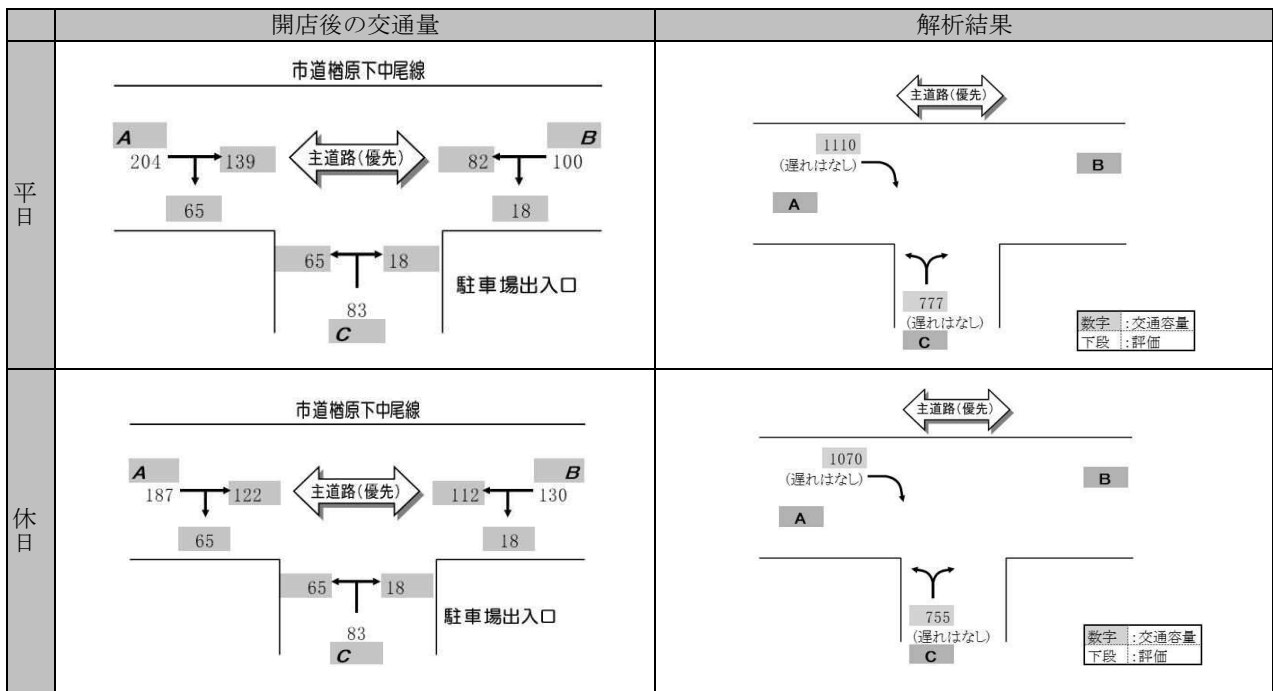 開店後の交通量
解析結果
平日
市道楢原下中尾線
A
204
139
65
主道路(優先)
B
82
100
18
65
18
83
C
駐車場出入口
主道路(優先)
1110
(遅れはなし)
A
B
777
(遅れはなし)
C
数字 :交通容量
下段 :評価
休日
市道楢原下中尾線
A
187
122
65
主道路(優先)
B
112
130
18
65
18
83
C
駐車場出入口
主道路(優先)
1070
(遅れはなし)
A
B
755
(遅れはなし)
C
数字 :交通容量
下段 :評価